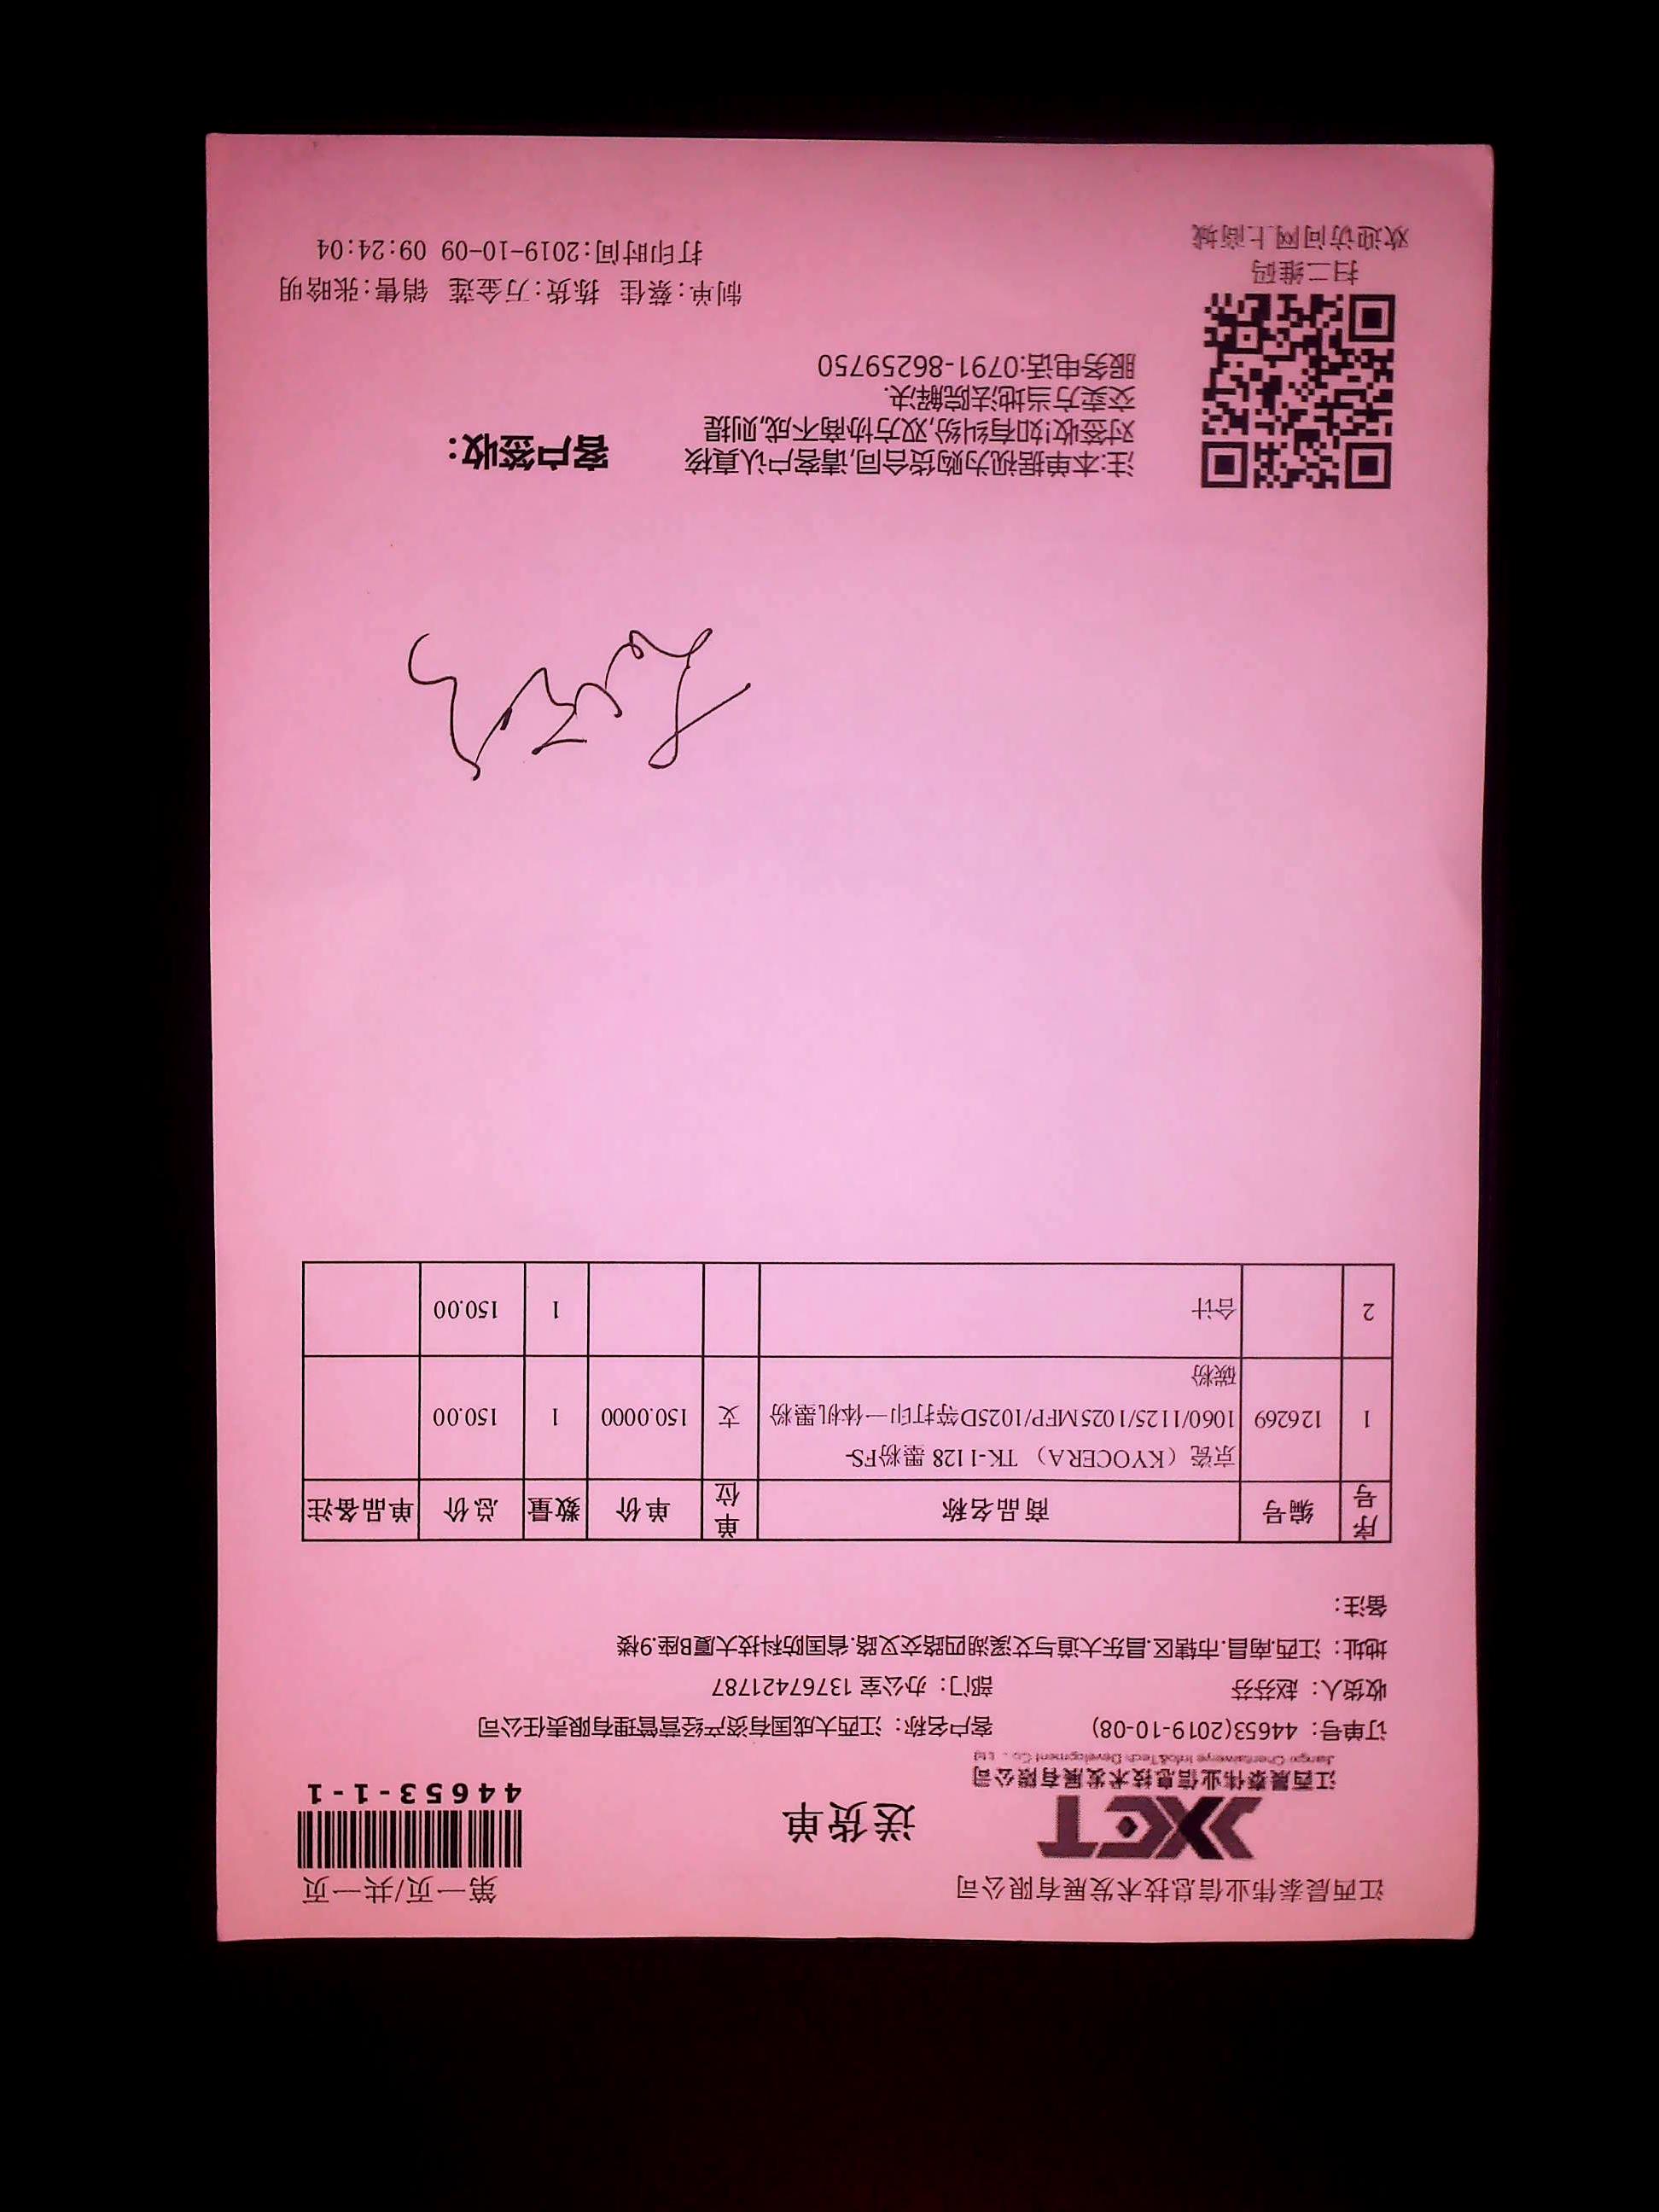 江西晨泰伟业信息技术发展有限公司
第一页/共一页
JXCT
江西晨泰伟业信息技术发展有限公司
Jiangxi Chentaiweiye Info&Tech Development Co., Ltd
送货单
44653-1-1
订单号: 44653(2019-10-08) 客户名称: 江西大成国有资产经营管理有限责任公司
收货人: 赵芬芬 部门: 办公室 13767421787
地址: 江西.南昌.市辖区.昌东大道与艾溪湖四路交叉路.省国防科技大厦B座.9楼
备注:
序号 编号 商品名称 单位 单价 数量 总价 单品备注
1 126269 京瓷（KYOCERA） TK-1128 墨粉FS-
1060/1125/1025MFP/1025D等打印一体机墨粉
碳粉 支 150.0000 1 150.00
2 合计 1 150.00
注:本单据视为购货合同,请客户认真核
对签收!如有纠纷,双方协商不成,则提
交卖方当地法院解决.
服务电话:0791-86259750
客户签收:
扫二维码
欢迎访问网上商城
制单:蔡佳 拣货:万金莲 销售:张晗明
打印时间:2019-10-09 09:24:04